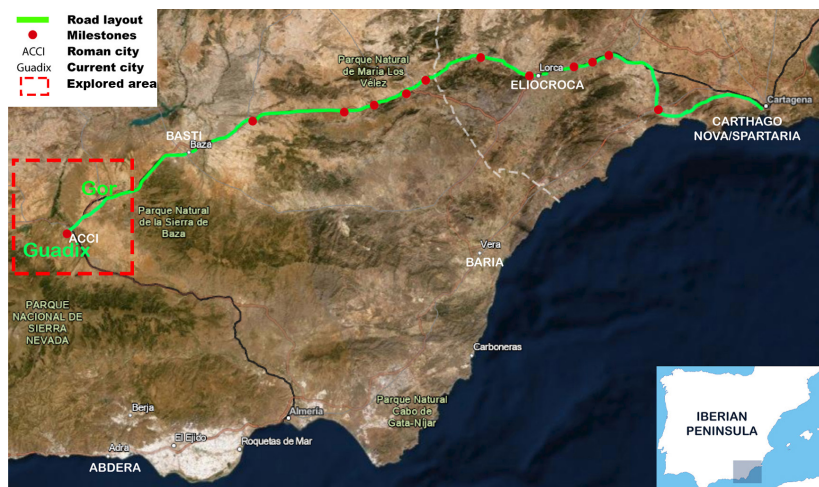 Road layout
Milestones
ACCI Roman city
Guadix Current city
Explored area
Parque Natural
de María Los
Vélez
Lorca
ELIOCROCA
Cartagena
CARTHAGO
NOVA/SPARTARIA
BASTI
Baza
Gor
Parque Natural
de la Sierra de
Baza
ACCI
Guadix
Vera
BARIA
PARQUE
NACIONAL DE
SIERRA
NEVADA
Carboneras
Parque Natural
Cabo de
Gata-Níjar
Almería
Berja
El Ejido
Roquetas de Mar
Adra
ABDERA
IBERIAN
PENINSULA